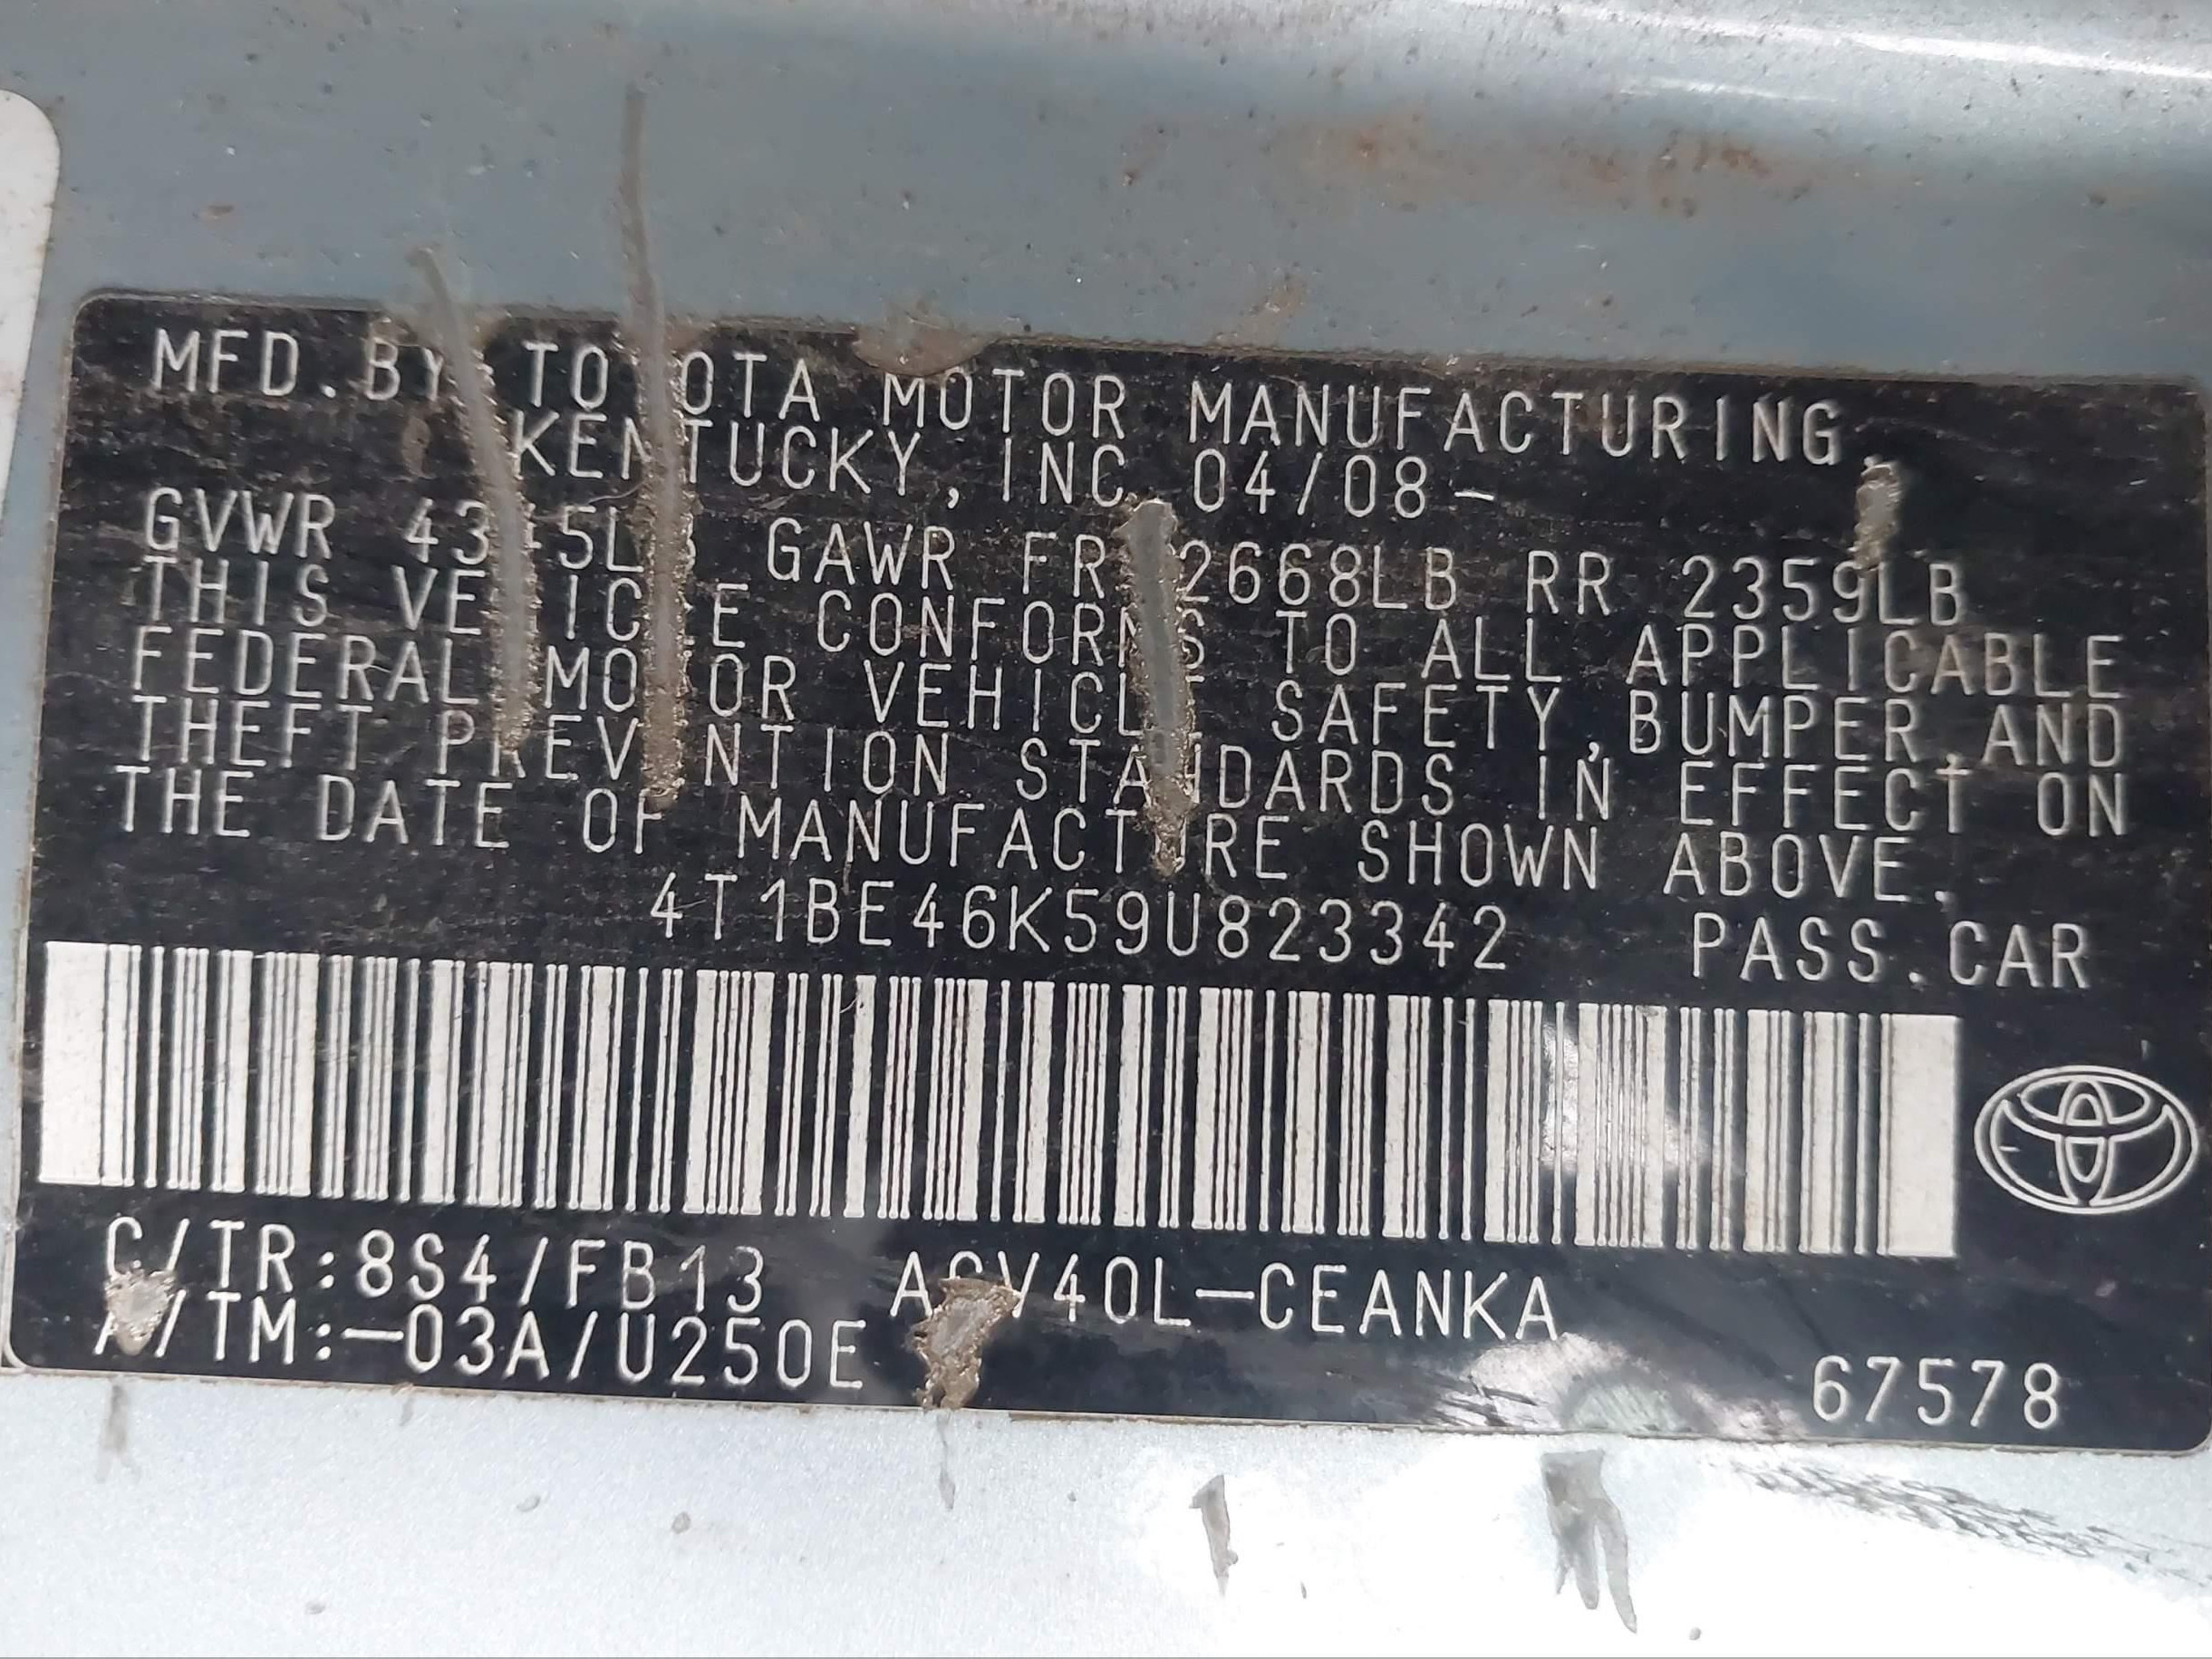 MFD.BY TOYOTA MOTOR MANUFACTURING
KENTUCKY, INC. 04/08-
GVWR GAWR FR 2668LB RR 2359LB
THIS VEHICLE CONFORMS TO ALL APPLICABLE
FEDERAL MOTOR VEHICLE SAFETY,BUMPER,AND
THEFT PREVENTION STANDARDS IN EFFECT ON
THE DATE OF MANUFACTURE SHOWN ABOVE.
4T1BE46K59U823342 PASS.CAR
C/TR:8S4/FB13 ACV40L-CEANKA
A/TM:-03A/U250E
67578